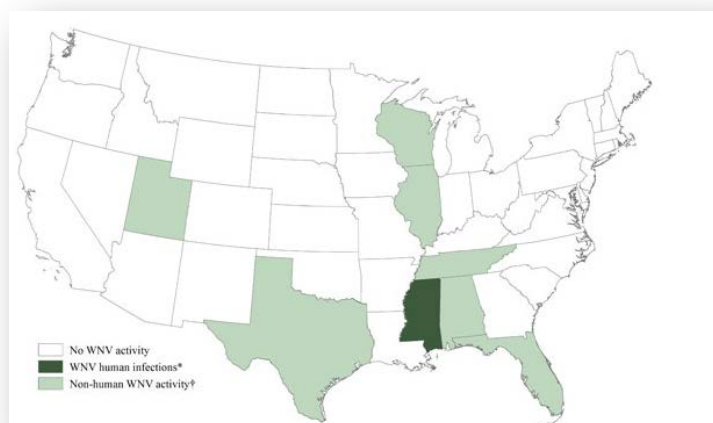 No WNV activity
WNV human infections*
Non-human WNV activity†